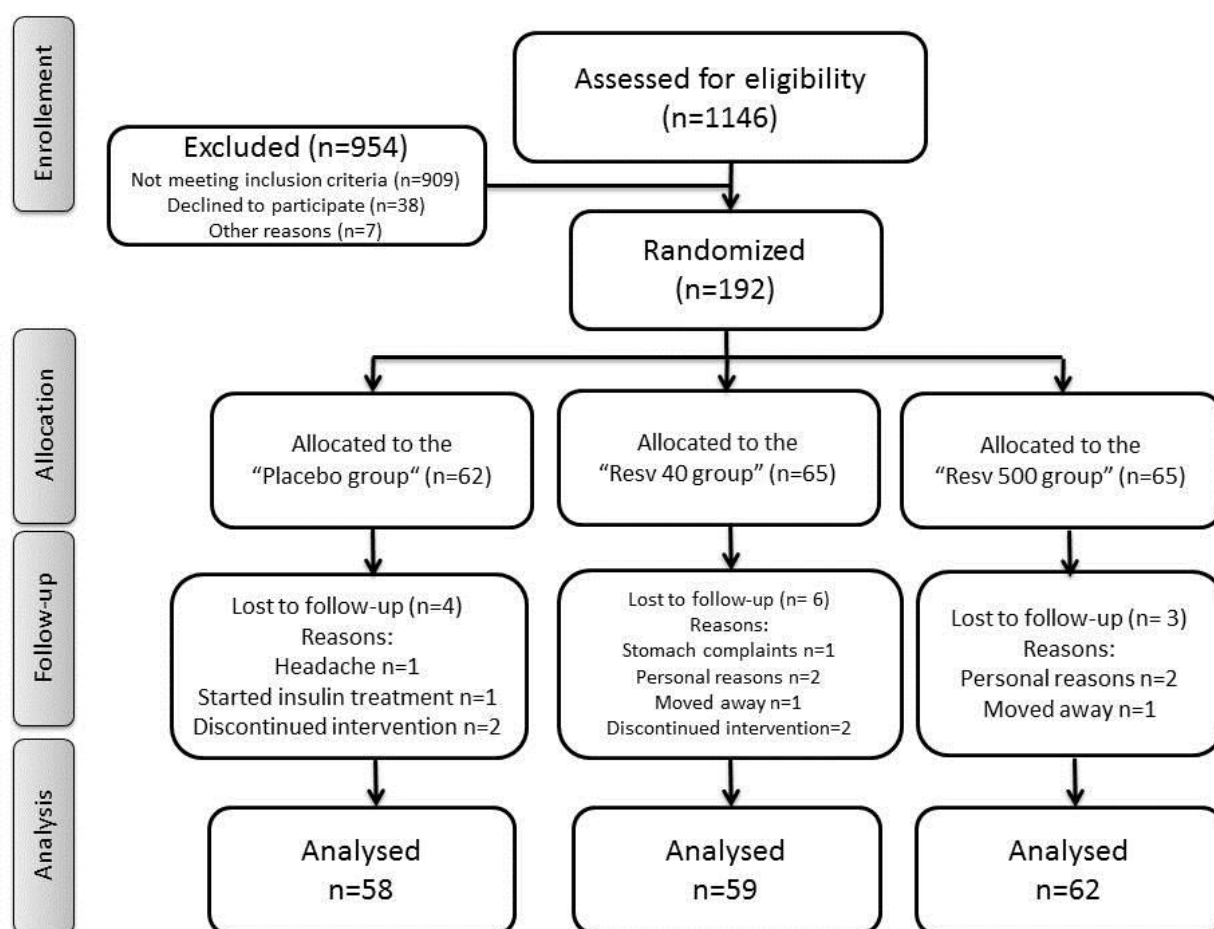 Enrollement
Assessed for eligibility
(n=1146)
Excluded (n=954)
Not meeting inclusion criteria (n=909)
Declined to participate (n=38)
Other reasons (n=7)
Randomized
(n=192)
Allocation
Allocated to the
“Placebo group“ (n=62)
Allocated to the
“Resv 40 group” (n=65)
Allocated to the
“Resv 500 group” (n=65)
Follow-up
Lost to follow-up (n=4)
Reasons:
Headache n=1
Started insulin treatment n=1
Discontinued intervention n=2
Lost to follow-up (n= 6)
Reasons:
Stomach complaints n=1
Personal reasons n=2
Moved away n=1
Discontinued intervention=2
Lost to follow-up (n= 3)
Reasons:
Personal reasons n=2
Moved away n=1
Analysis
Analysed
n=58
Analysed
n=59
Analysed
n=62